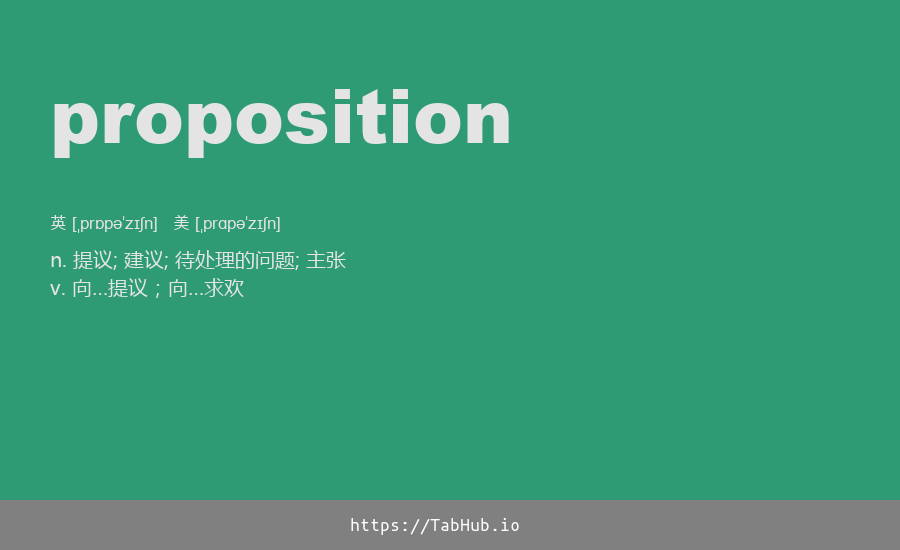 proposition
英 [ˌprɒpəˈzɪʃn] 美 [ˌprɑpəˈzɪʃn]
n. 提议; 建议; 待处理的问题; 主张
v. 向...提议；向...求欢
https://TabHub.io